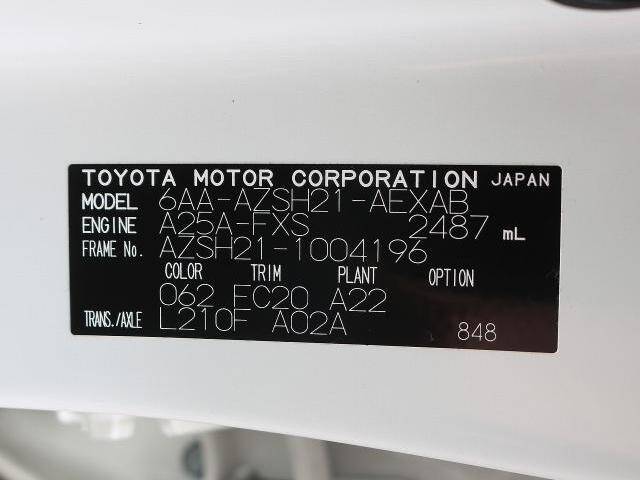 TOYOTA MOTOR CORPORATION JAPAN
MODEL 6AA-AZSH21-AEXAB
ENGINE A25A-FXS 2487 mL
FRAME No. AZSH21-1004196
COLOR TRIM PLANT OPTION
062 FC20 A22
TRANS./AXLE L210F A02A 848